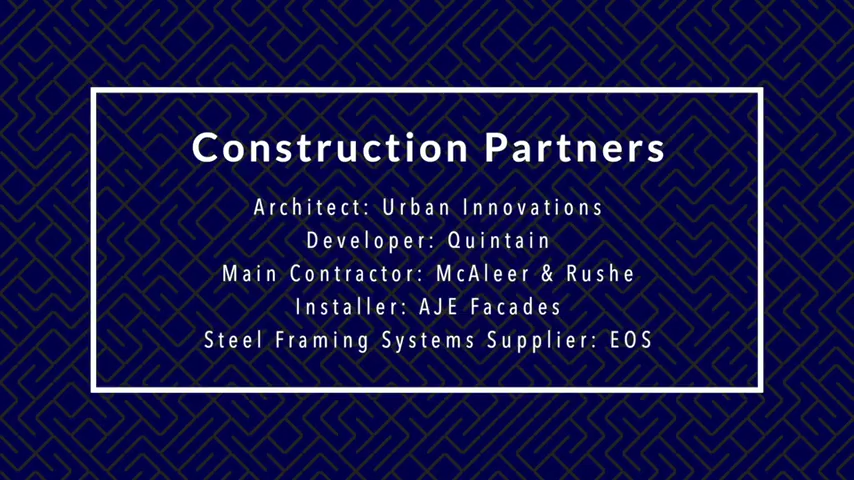 Construction Partners
Architect: Urban Innovations
Developer: Quintain
Main Contractor: McAleer & Rushe
Installer: AJE Facades
Steel Framing Systems Supplier: EOS